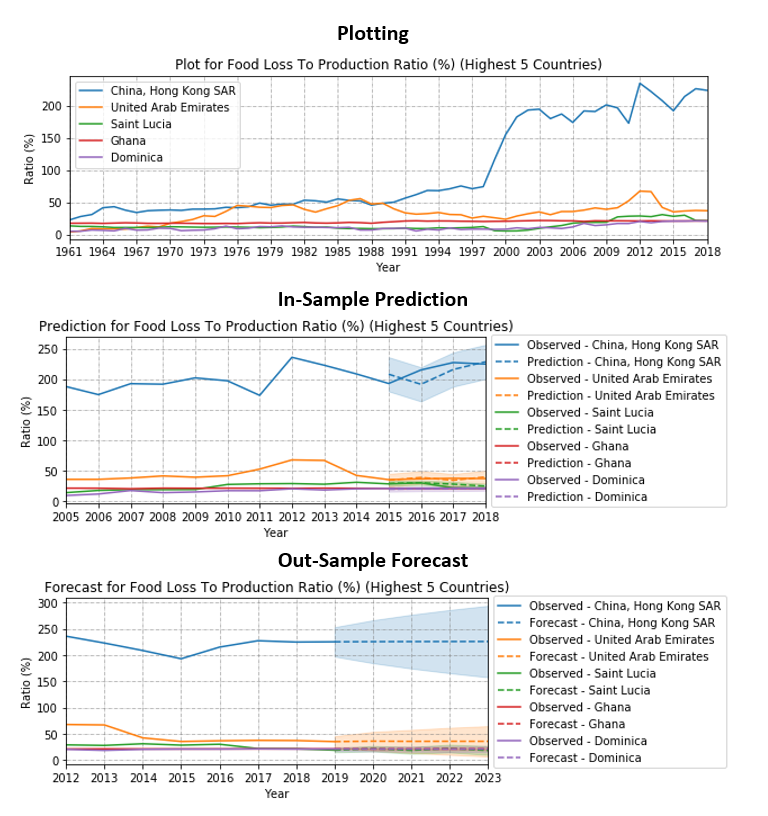 Plotting
Plot for Food Loss To Production Ratio (%) (Highest 5 Countries)
China, Hong Kong SAR
United Arab Emirates
Saint Lucia
Ghana
Dominica
Ratio (%)
200
150
100
50
0
1961 1964 1967 1970 1973 1976 1979 1982 1985 1988 1991 1994 1997 2000 2003 2006 2009 2012 2015 2018
Year
In-Sample Prediction
Prediction for Food Loss To Production Ratio (%) (Highest 5 Countries)
Observed - China, Hong Kong SAR
Prediction - China, Hong Kong SAR
Observed - United Arab Emirates
Prediction - United Arab Emirates
Observed - Saint Lucia
Prediction - Saint Lucia
Observed - Ghana
Prediction - Ghana
Observed - Dominica
Prediction - Dominica
Ratio (%)
250
200
150
100
50
0
2005 2006 2007 2008 2009 2010 2011 2012 2013 2014 2015 2016 2017 2018
Year
Out-Sample Forecast
Forecast for Food Loss To Production Ratio (%) (Highest 5 Countries)
Observed - China, Hong Kong SAR
Forecast - China, Hong Kong SAR
Observed - United Arab Emirates
Forecast - United Arab Emirates
Observed - Saint Lucia
Forecast - Saint Lucia
Observed - Ghana
Forecast - Ghana
Observed - Dominica
Forecast - Dominica
Ratio (%)
300
250
200
150
100
50
0
2012 2013 2014 2015 2016 2017 2018 2019 2020 2021 2022 2023
Year